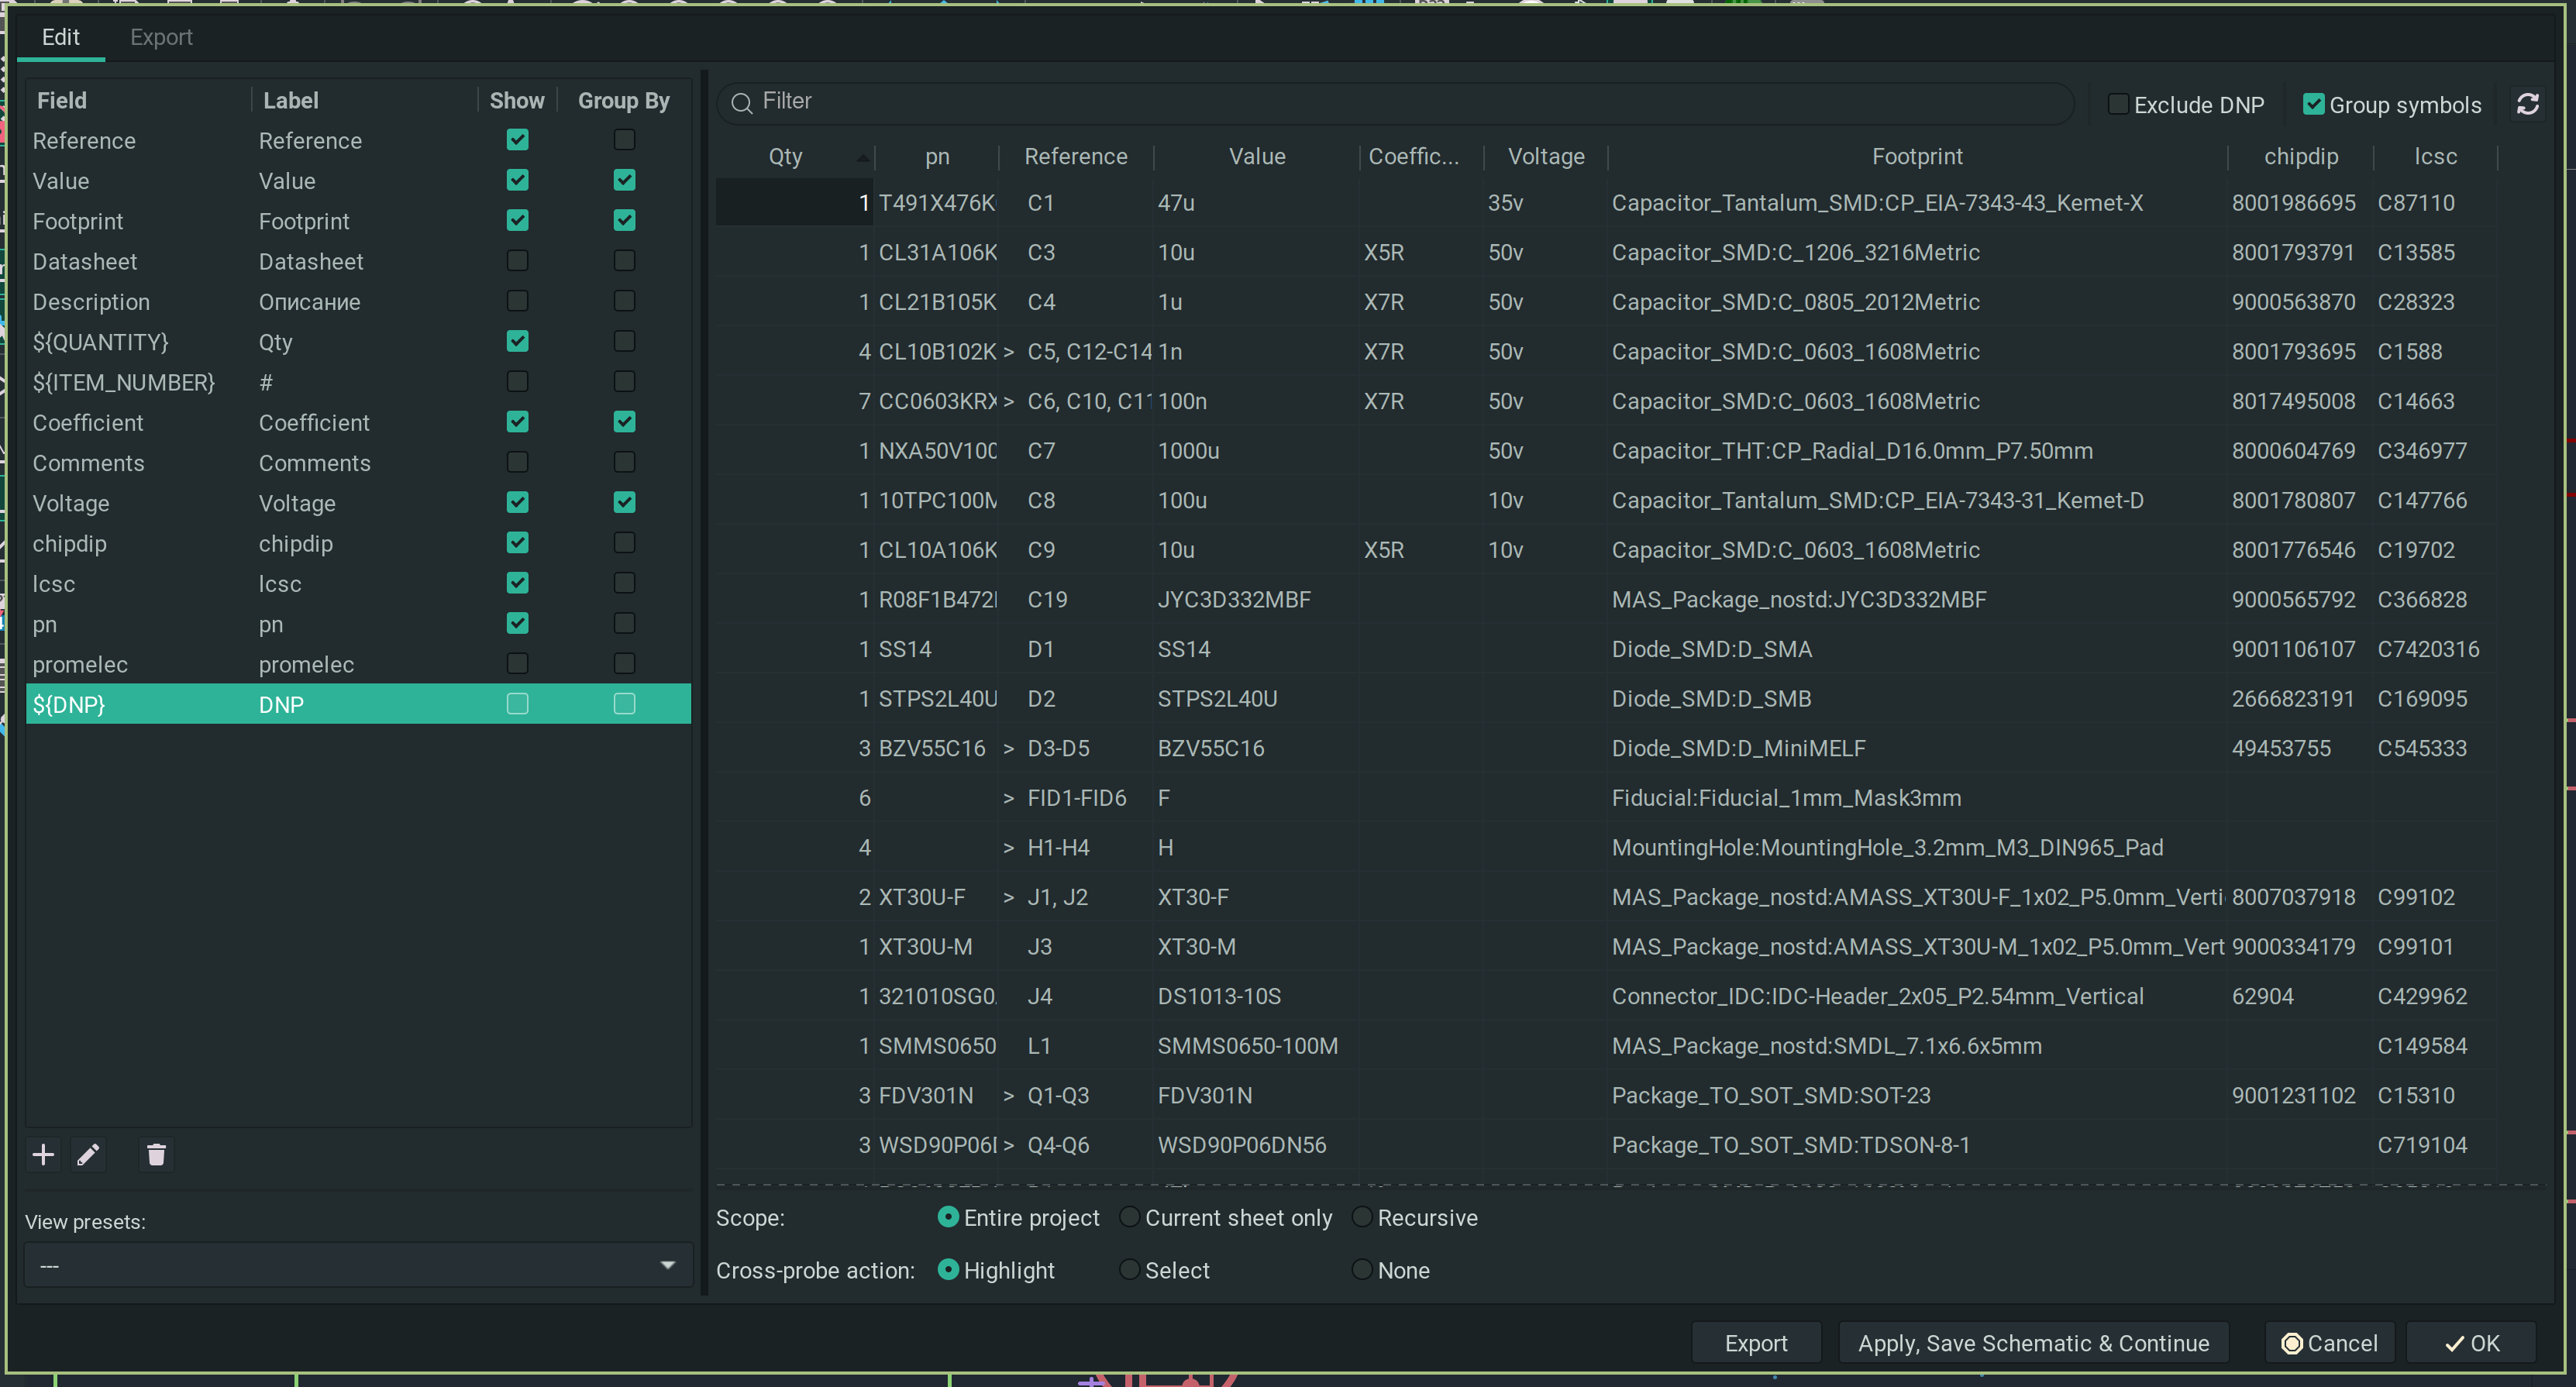 Edit Export
Field Label Show Group By
Reference Reference
Value Value
Footprint Footprint
Datasheet Datasheet
Description Описание
${QUANTITY} Qty
${ITEM_NUMBER} #
Coefficient Coefficient
Comments Comments
Voltage Voltage
chipdip chipdip
lcsc lcsc
pn pn
promelec promelec
${DNP} DNP
View presets:
---
Filter Exclude DNP Group symbols
Qty pn Reference Value Coeffic... Voltage Footprint chipdip lcsc
1 T491X476K C1 47u 35v Capacitor_Tantalum_SMD:CP_EIA-7343-43_Kemet-X 8001986695 C87110
1 CL31A106K C3 10u X5R 50v Capacitor_SMD:C_1206_3216Metric 8001793791 C13585
1 CL21B105K C4 1u X7R 50v Capacitor_SMD:C_0805_2012Metric 9000563870 C28323
4 CL10B102K > C5, C12-C14 1n X7R 50v Capacitor_SMD:C_0603_1608Metric 8001793695 C1588
7 CC0603KRX > C6, C10, C11 100n X7R 50v Capacitor_SMD:C_0603_1608Metric 8017495008 C14663
1 NXA50V100 C7 1000u 50v Capacitor_THT:CP_Radial_D16.0mm_P7.50mm 8000604769 C346977
1 10TPC100M C8 100u 10v Capacitor_Tantalum_SMD:CP_EIA-7343-31_Kemet-D 8001780807 C147766
1 CL10A106K C9 10u X5R 10v Capacitor_SMD:C_0603_1608Metric 8001776546 C19702
1 R08F1B472 C19 JYC3D332MBF MAS_Package_nostd:JYC3D332MBF 9000565792 C366828
1 SS14 D1 SS14 Diode_SMD:D_SMA 9001106107 C7420316
1 STPS2L40U D2 STPS2L40U Diode_SMD:D_SMB 2666823191 C169095
3 BZV55C16 > D3-D5 BZV55C16 Diode_SMD:D_MiniMELF 49453755 C545333
6 > FID1-FID6 F Fiducial:Fiducial_1mm_Mask3mm
4 > H1-H4 H MountingHole:MountingHole_3.2mm_M3_DIN965_Pad
2 XT30U-F > J1, J2 XT30-F MAS_Package_nostd:AMASS_XT30U-F_1x02_P5.0mm_Verti 8007037918 C99102
1 XT30U-M J3 XT30-M MAS_Package_nostd:AMASS_XT30U-M_1x02_P5.0mm_Vert 9000334179 C99101
1 321010SG0 J4 DS1013-10S Connector_IDC:IDC-Header_2x05_P2.54mm_Vertical 62904 C429962
1 SMMS0650 L1 SMMS0650-100M MAS_Package_nostd:SMDL_7.1x6.6x5mm C149584
3 FDV301N > Q1-Q3 FDV301N Package_TO_SOT_SMD:SOT-23 9001231102 C15310
3 WSD90P06 > Q4-Q6 WSD90P06DN56 Package_TO_SOT_SMD:TDSON-8-1 C719104
Scope: Entire project Current sheet only Recursive
Cross-probe action: Highlight Select None
Export Apply, Save Schematic & Continue Cancel OK